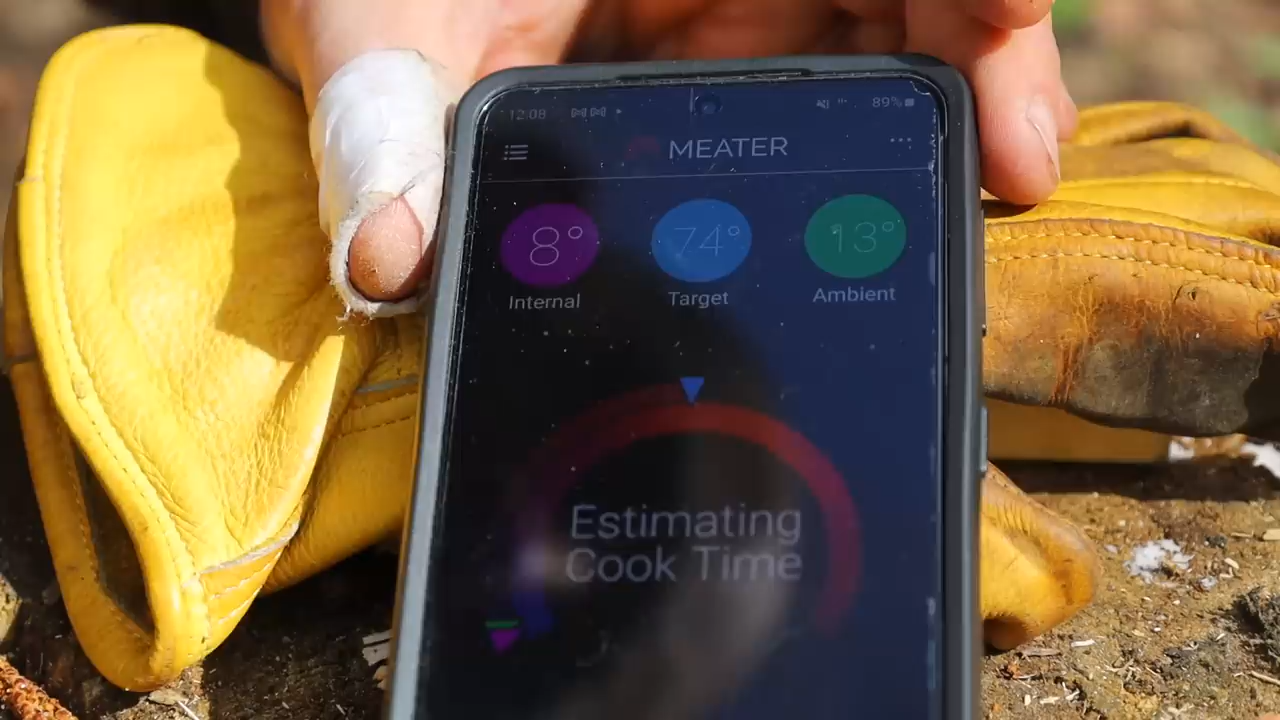 12:08
89%
MEATER
8° 74° 13°
Internal Target Ambient
Estimating
Cook Time